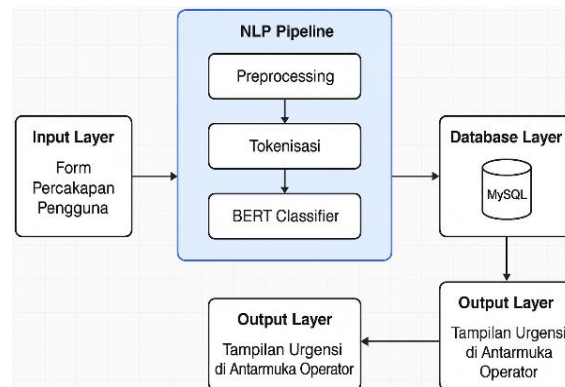 NLP Pipeline
Preprocessing
Tokenisasi
BERT Classifier
Input Layer
Form
Percakapan
Pengguna
Database Layer
MySQL
Output Layer
Tampilan Urgensi
di Antarmuka
Operator
Output Layer
Tampilan Urgensi
di Antarmuka Operator